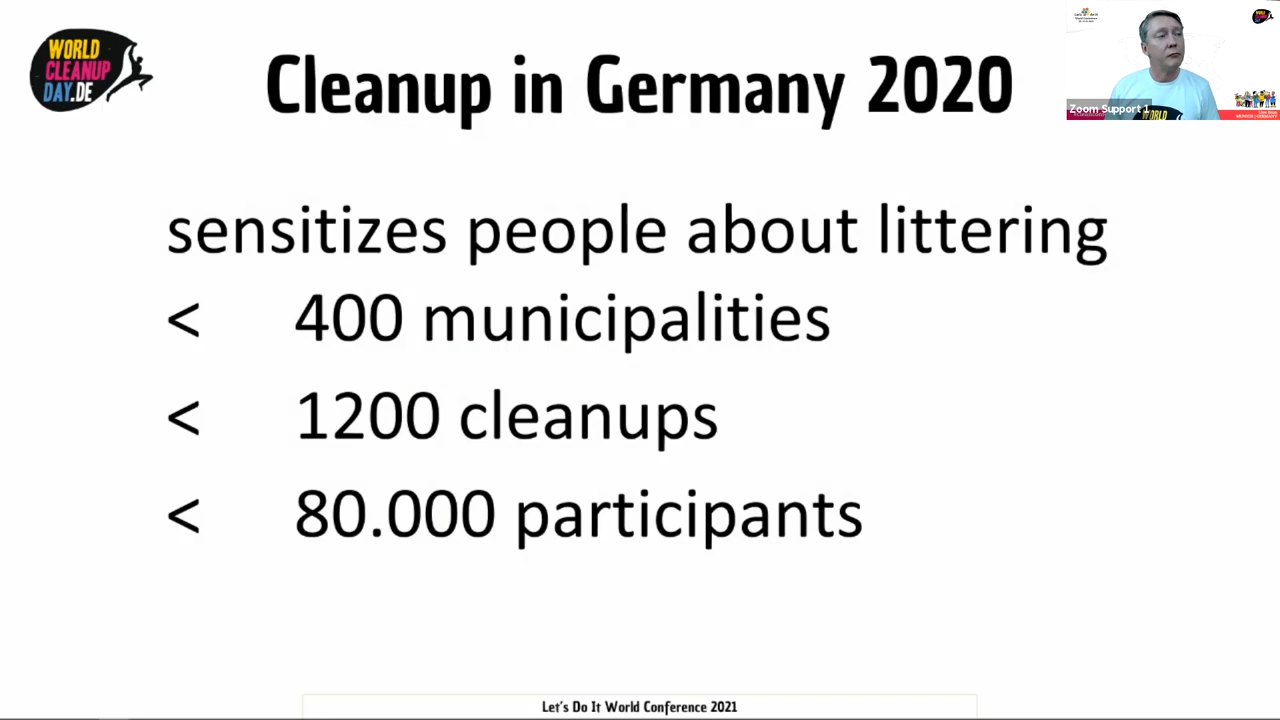 WORLD
CLEANUP
DAY.DE
Cleanup in Germany 2020
sensitizes people about littering
< 400 municipalities
< 1200 cleanups
< 80.000 participants
Let's Do It World Conference 2021
Zoom Support 1